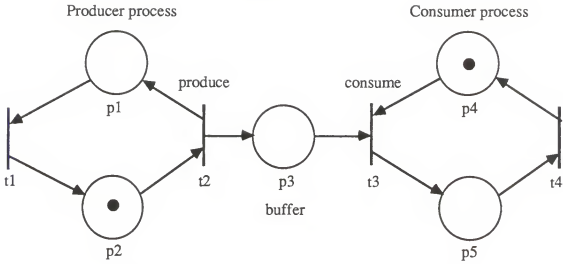 Producer process
Consumer process
produce
consume
p1
p4
t1
t2
p3
t3
t4
buffer
p2
p5